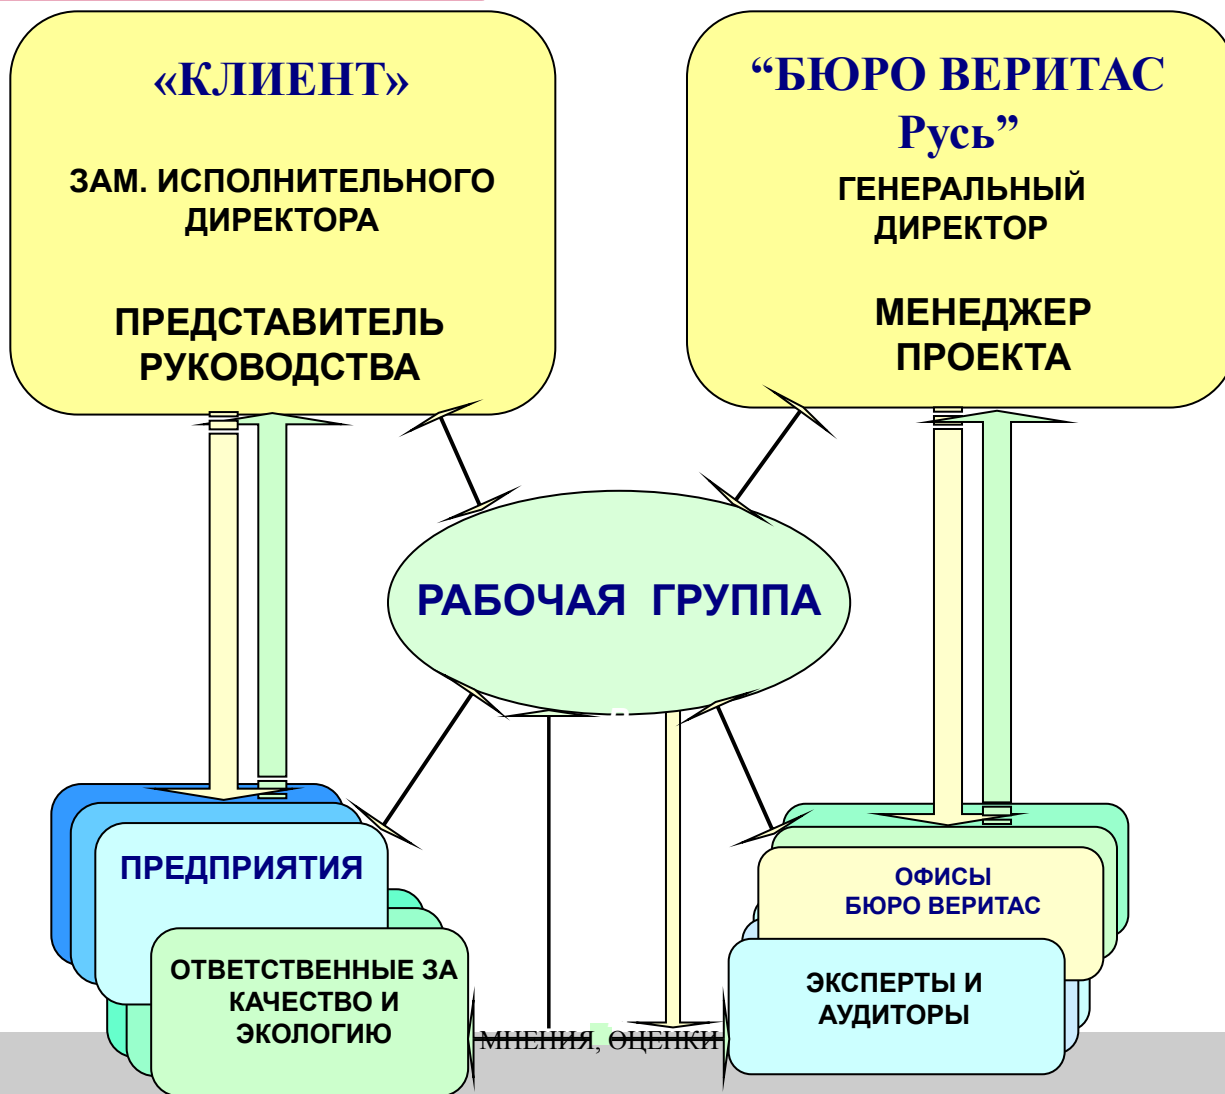 «КЛИЕНТ»
ЗАМ. ИСПОЛНИТЕЛЬНОГО
ДИРЕКТОРА
ПРЕДСТАВИТЕЛЬ
РУКОВОДСТВА
“БЮРО ВЕРИТАС
Русь”
ГЕНЕРАЛЬНЫЙ
ДИРЕКТОР
МЕНЕДЖЕР
ПРОЕКТА
РАБОЧАЯ ГРУППА
ПРЕДПРИЯТИЯ
ОТВЕТСТВЕННЫЕ ЗА
КАЧЕСТВО И
ЭКОЛОГИЮ
ОФИСЫ
БЮРО ВЕРИТАС
ЭКСПЕРТЫ И
АУДИТОРЫ
МНЕНИЯ, ОЦЕНКИ